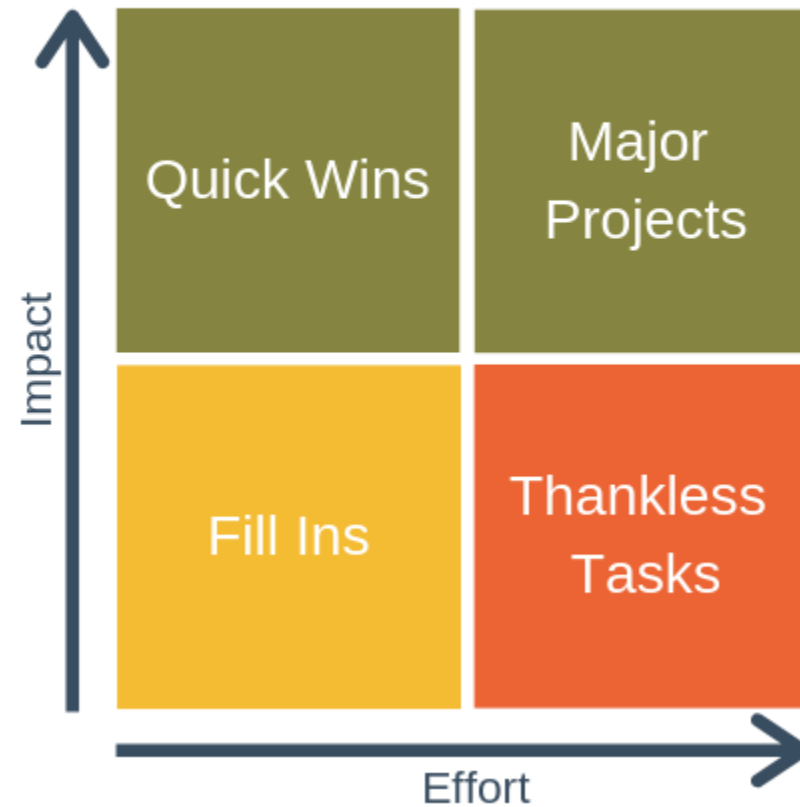 Quick Wins
Major
Projects
Impact
Fill Ins
Thankless
Tasks
Effort